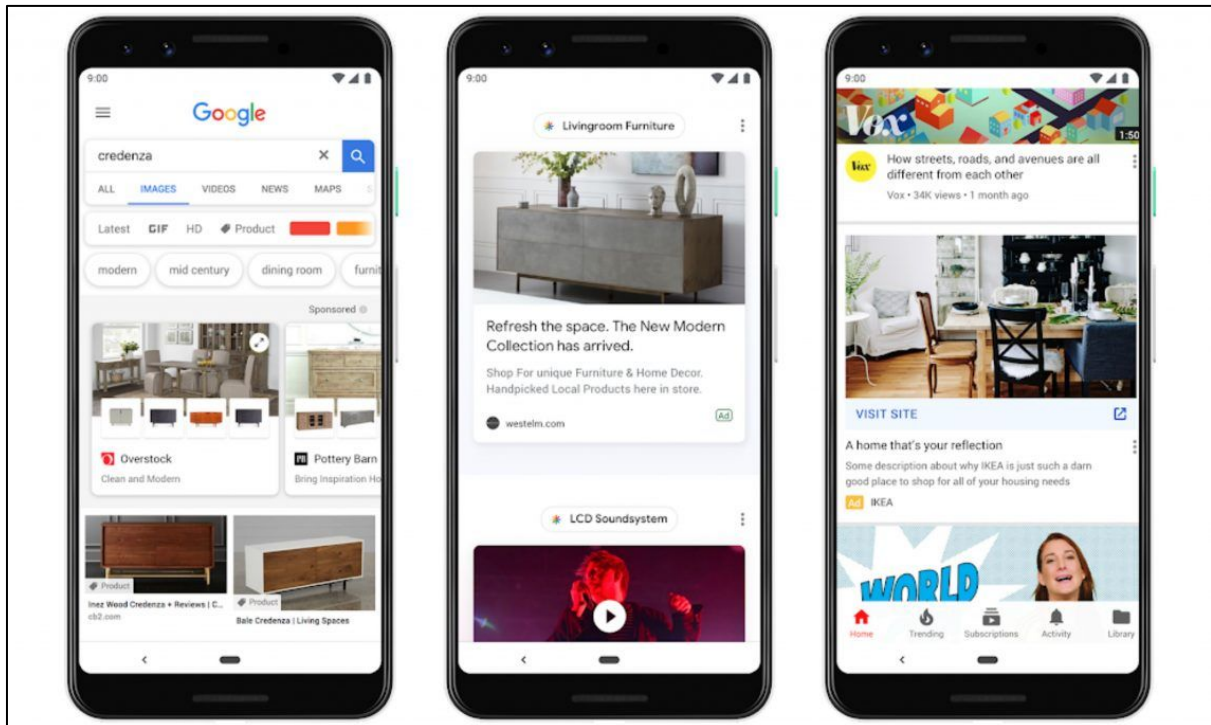 9:00
Google
credenza
ALL IMAGES VIDEOS NEWS MAPS S
Latest GIF HD Product
modern mid century dining room furnit
Sponsored
Overstock
Clean and Modern
PB Pottery Barn
Bring Inspiration Ho
Product
Inez Wood Credenza + Reviews | C...
cb2.com
Product
Bale Credenza | Living Spaces
9:00
Livingroom Furniture
Refresh the space. The New Modern
Collection has arrived.
Shop For unique Furniture & Home Decor.
Handpicked Local Products here in store.
westelm.com
Ad
LCD Soundsystem
9:00
Vox
1:50
Vox
How streets, roads, and avenues are all
different from each other
Vox • 34K views • 1 month ago
VISIT SITE
A home that's your reflection
Some description about why IKEA is just such a darn
good place to shop for all of your housing needs
Ad IKEA
WORLD
Home Trending Subscriptions Activity Library